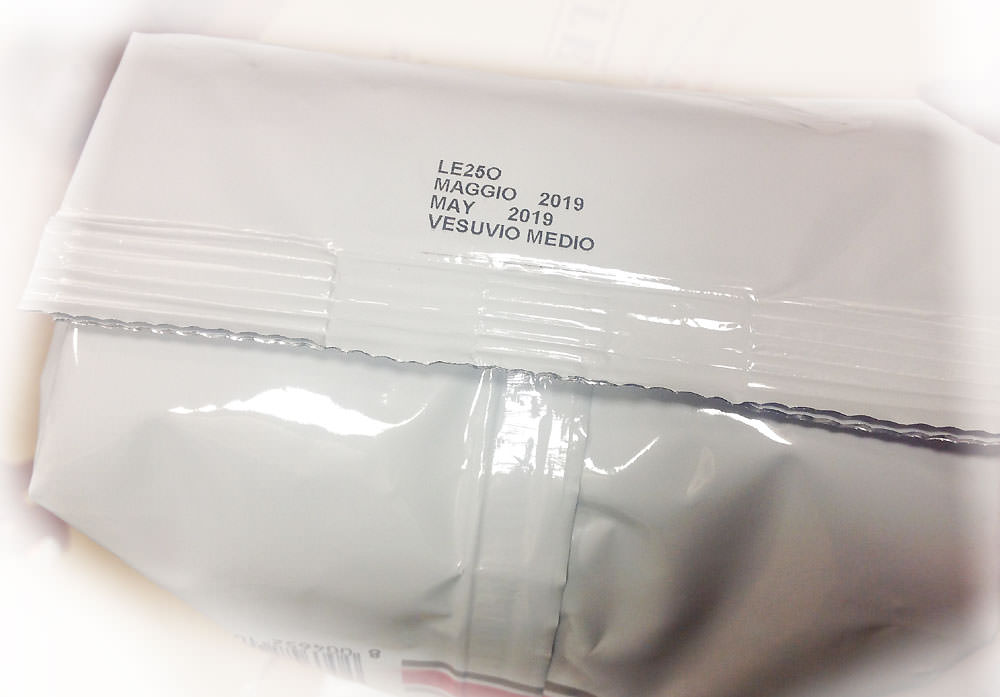 LE25O
MAGGIO 2019
MAY 2019
VESUVIO MEDIO